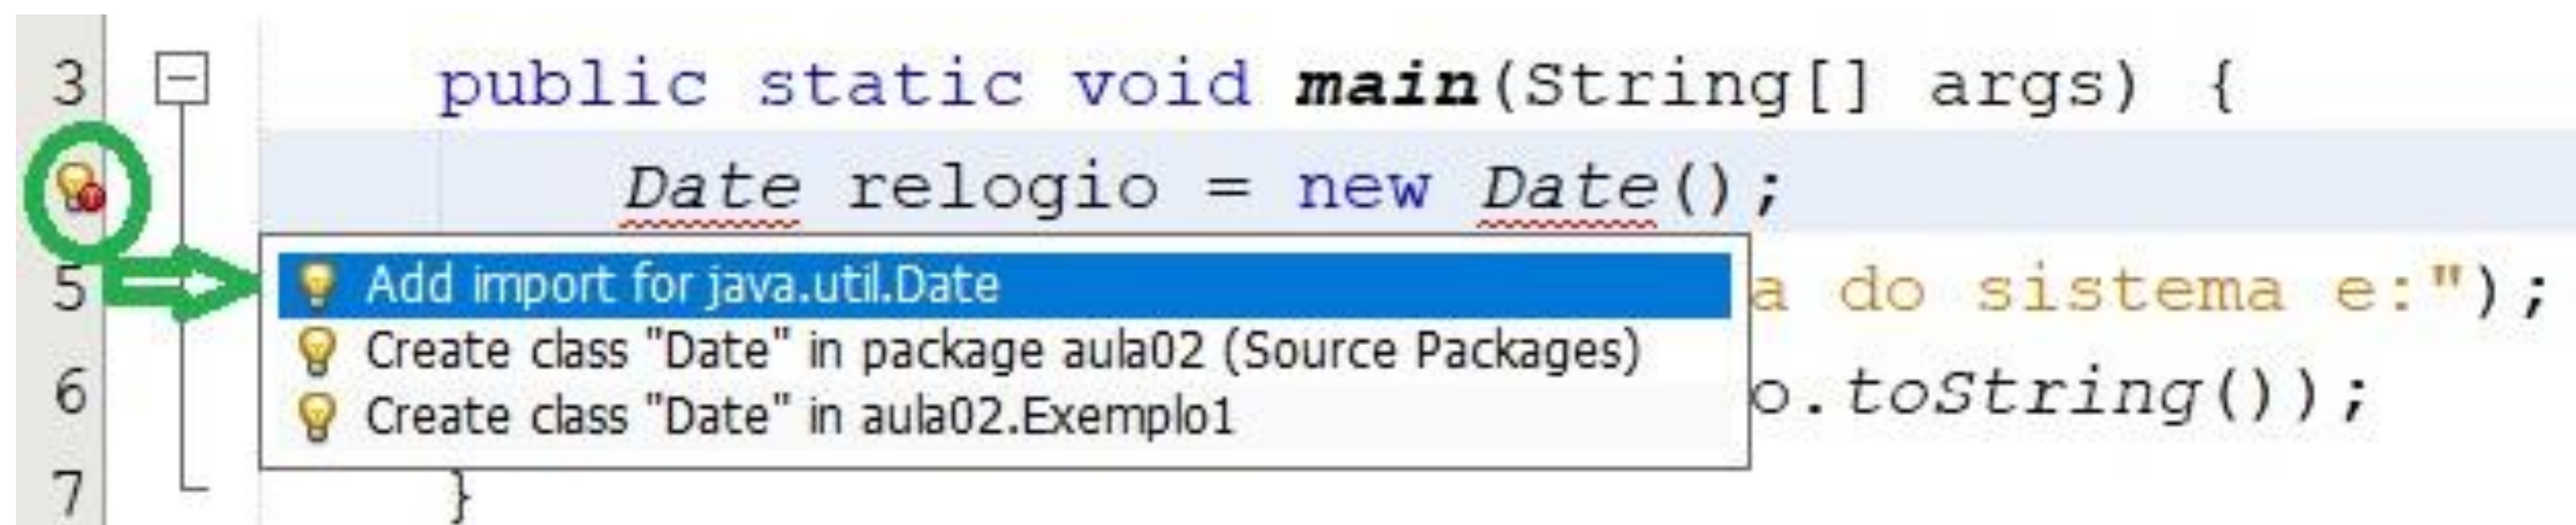 3 public static void main(String[] args) {
Date relogio = new Date();
5 Add import for java.util.Date a do sistema e:");
Create class "Date" in package aula02 (Source Packages)
6 o.toString());
Create class "Date" in aula02.Exemplo1
7 }